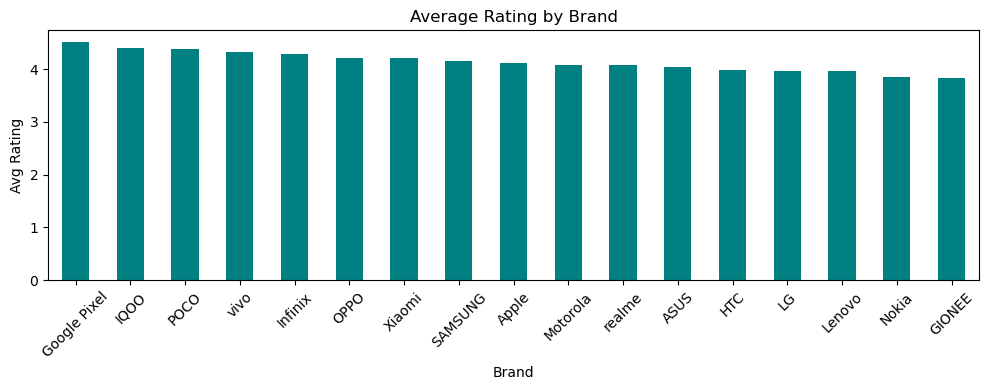 Average Rating by Brand
Avg Rating
4
3
2
1
0
Google Pixel
IQOO
POCO
vivo
Infinix
OPPO
Xiaomi
SAMSUNG
Apple
Motorola
realme
ASUS
HTC
LG
Lenovo
Nokia
GIONEE
Brand